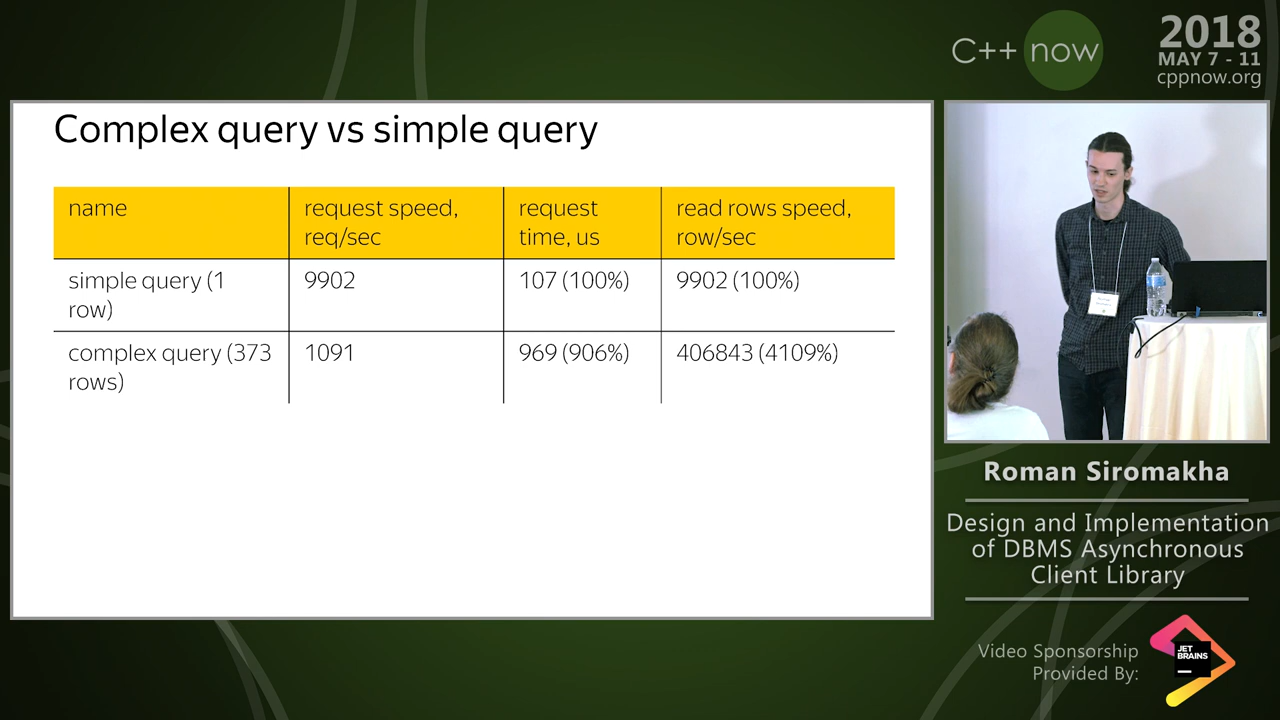 C++ now
2018
MAY 7 - 11
cppnow.org
Complex query vs simple query
name
request speed,
req/sec
request
time, us
read rows speed,
row/sec
simple query (1
row)
9902
107 (100%)
9902 (100%)
complex query (373
rows)
1091
969 (906%)
406843 (4109%)
Roman Siromakha
Design and Implementation
of DBMS Asynchronous
Client Library
Video Sponsorship
Provided By:
JET
BRAINS